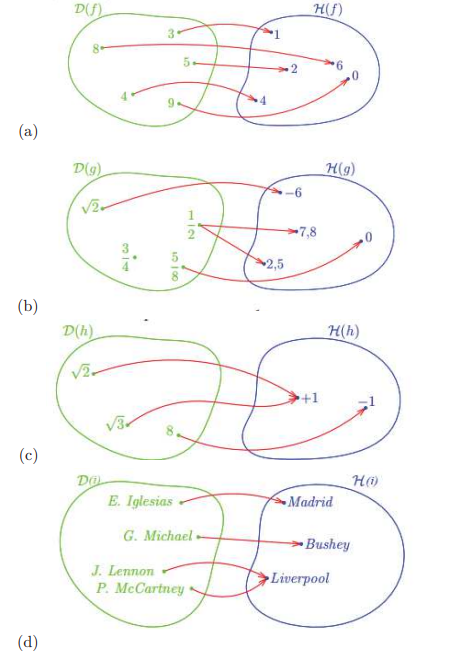 𝒟(f) ℋ(f)
3 1
8 6
5 2 0
4 4
9
(a)
𝒟(g) ℋ(g)
√2 −6
1/2 7,8 0
3/4 5/8 2,5
(b)
𝒟(h) ℋ(h)
√2 +1 −1
√3 8
(c)
𝒟(i) ℋ(i)
E. Iglesias Madrid
G. Michael Bushey
J. Lennon Liverpool
P. McCartney
(d)